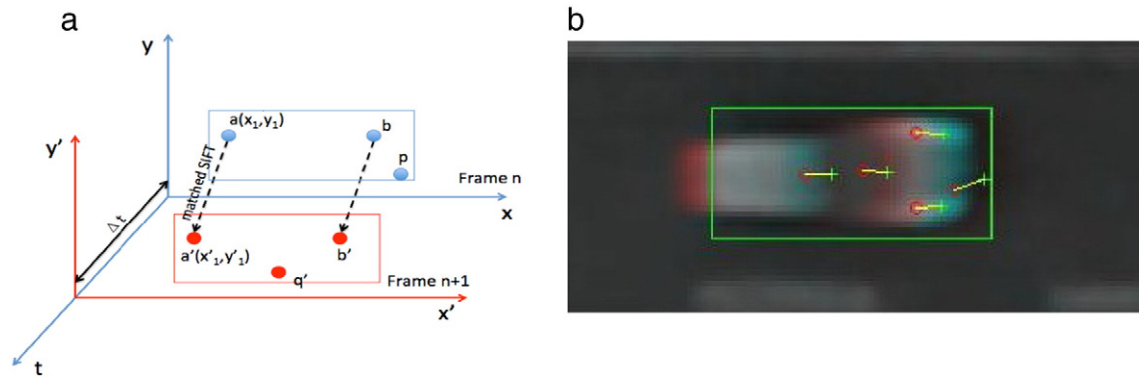 a
y
a(x₁,y₁)
b
p
Frame n
x
matched SIFT
y'
Δt
a'(x'₁,y'₁)
b'
q'
Frame n+1
x'
t
b